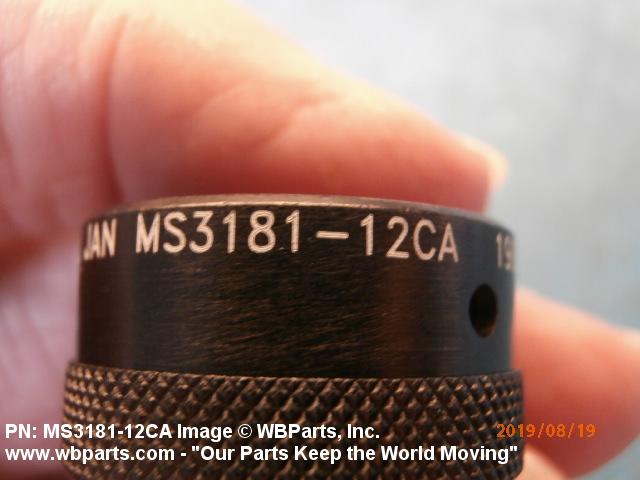 JAN MS3181-12CA
PN: MS3181-12CA Image © WBParts, Inc.
2019/08/19
www.wbparts.com - "Our Parts Keep the World Moving"